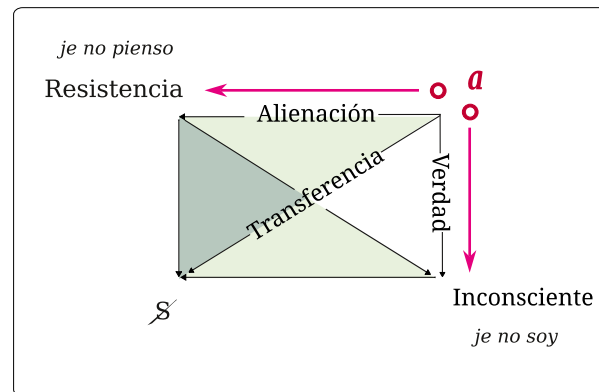 je no pienso
Resistencia
a
Alienación
Transferencia
Verdad
Inconsciente
S
je no soy